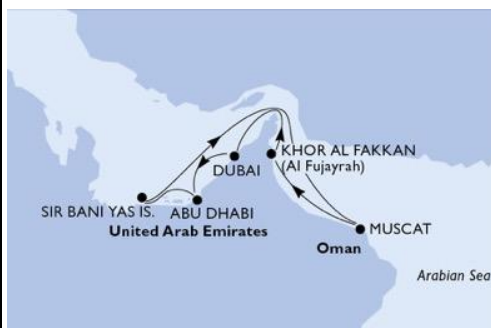 KHOR AL FAKKAN
(Al Fujayrah)
DUBAI
SIR BANI YAS IS.
ABU DHABI
United Arab Emirates
MUSCAT
Oman
Arabian Sea